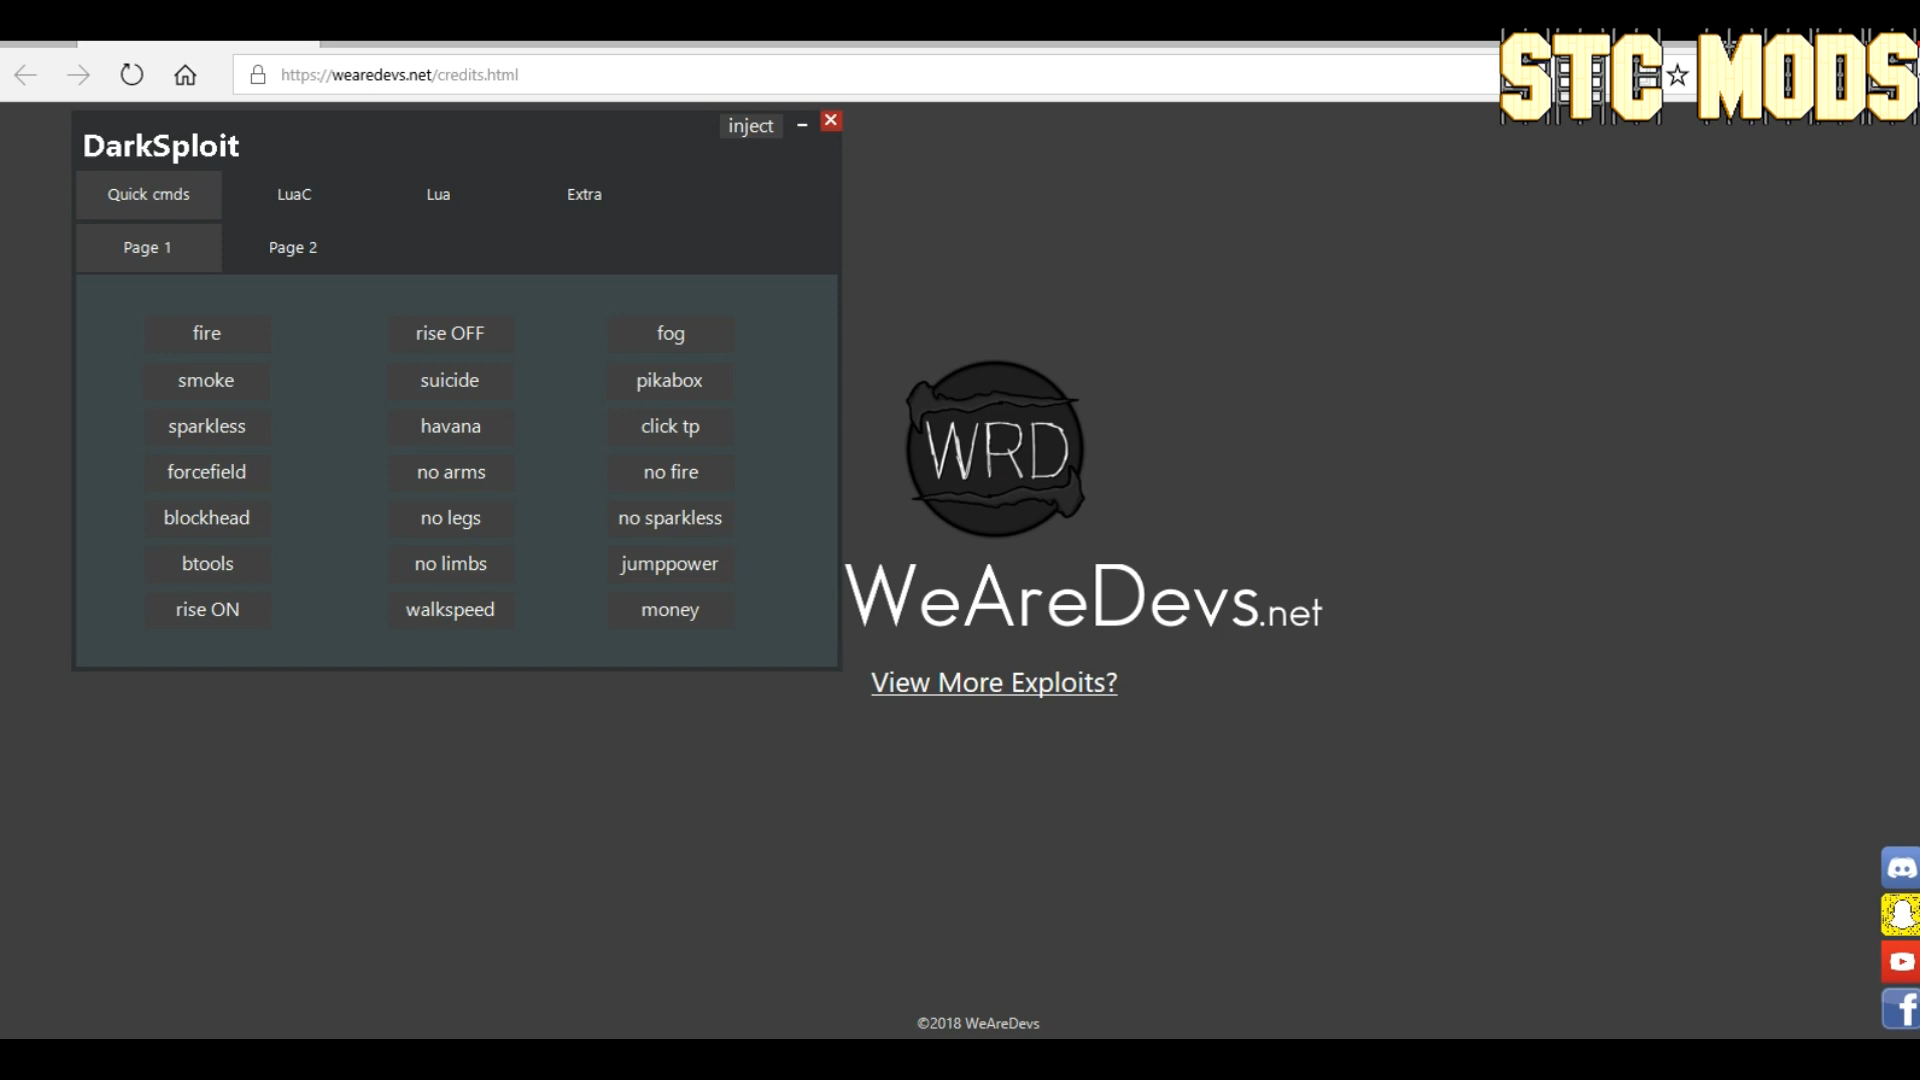 STC MODS
https://wearedevs.net/credits.html
inject
DarkSploit
Quick cmds LuaC Lua Extra
Page 1 Page 2
fire rise OFF fog
smoke suicide pikabox
sparkless havana click tp
forcefield no arms no fire
blockhead no legs no sparkless
btools no limbs jumppower
rise ON walkspeed money
WRD
WeAreDevs.net
View More Exploits?
©2018 WeAreDevs